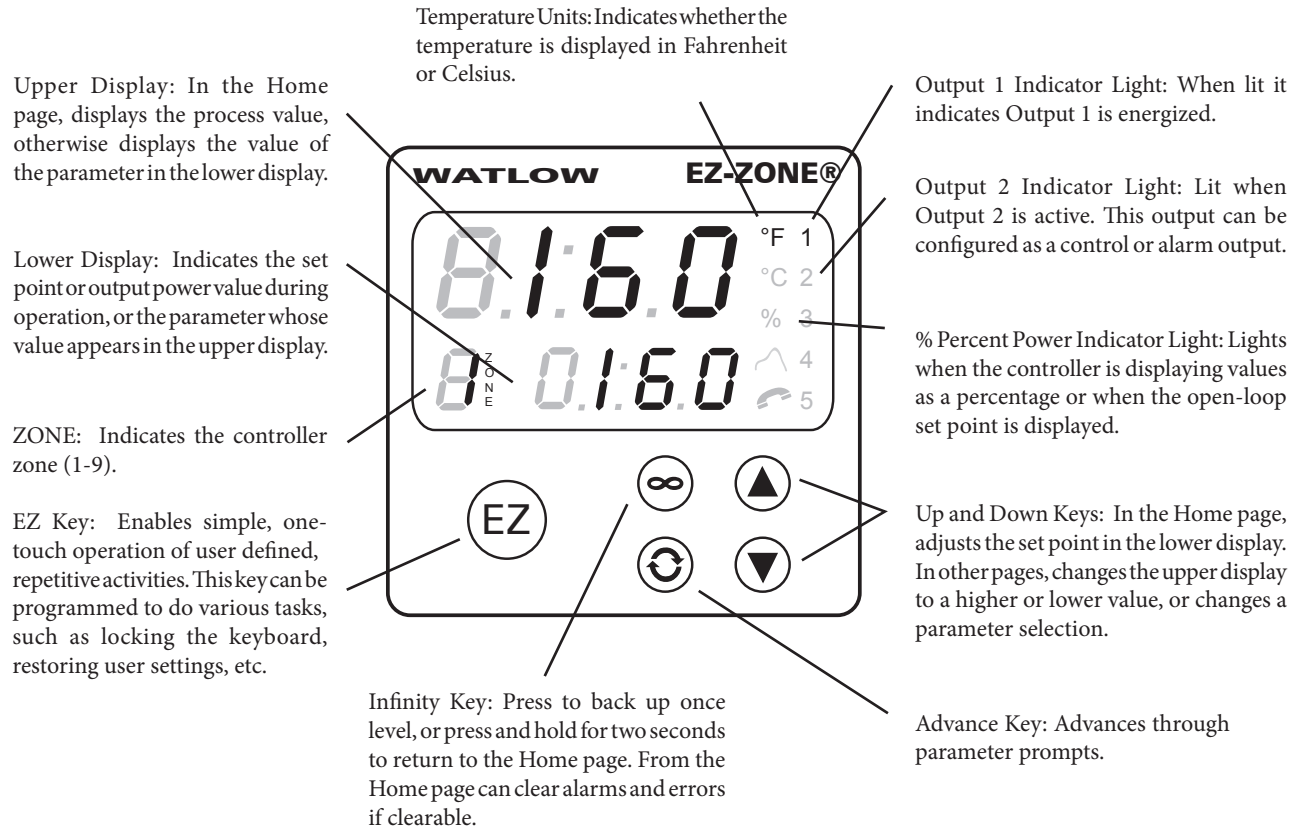 Temperature Units: Indicates whether the
temperature is displayed in Fahrenheit
or Celsius.
Upper Display: In the Home
page, displays the process value,
otherwise displays the value of
the parameter in the lower display.
Lower Display: Indicates the set
point or output power value during
operation, or the parameter whose
value appears in the upper display.
ZONE: Indicates the controller
zone (1-9).
EZ Key: Enables simple, one-
touch operation of user defined,
repetitive activities. This key can be
programmed to do various tasks,
such as locking the keyboard,
restoring user settings, etc.
WATLOW EZ-ZONE®
160 °F 1
°C 2
% 3
1 ZONE 160 4
5
EZ
Infinity Key: Press to back up once
level, or press and hold for two seconds
to return to the Home page. From the
Home page can clear alarms and errors
if clearable.
Output 1 Indicator Light: When lit it
indicates Output 1 is energized.
Output 2 Indicator Light: Lit when
Output 2 is active. This output can be
configured as a control or alarm output.
% Percent Power Indicator Light: Lights
when the controller is displaying values
as a percentage or when the open-loop
set point is displayed.
Up and Down Keys: In the Home page,
adjusts the set point in the lower display.
In other pages, changes the upper display
to a higher or lower value, or changes a
parameter selection.
Advance Key: Advances through
parameter prompts.